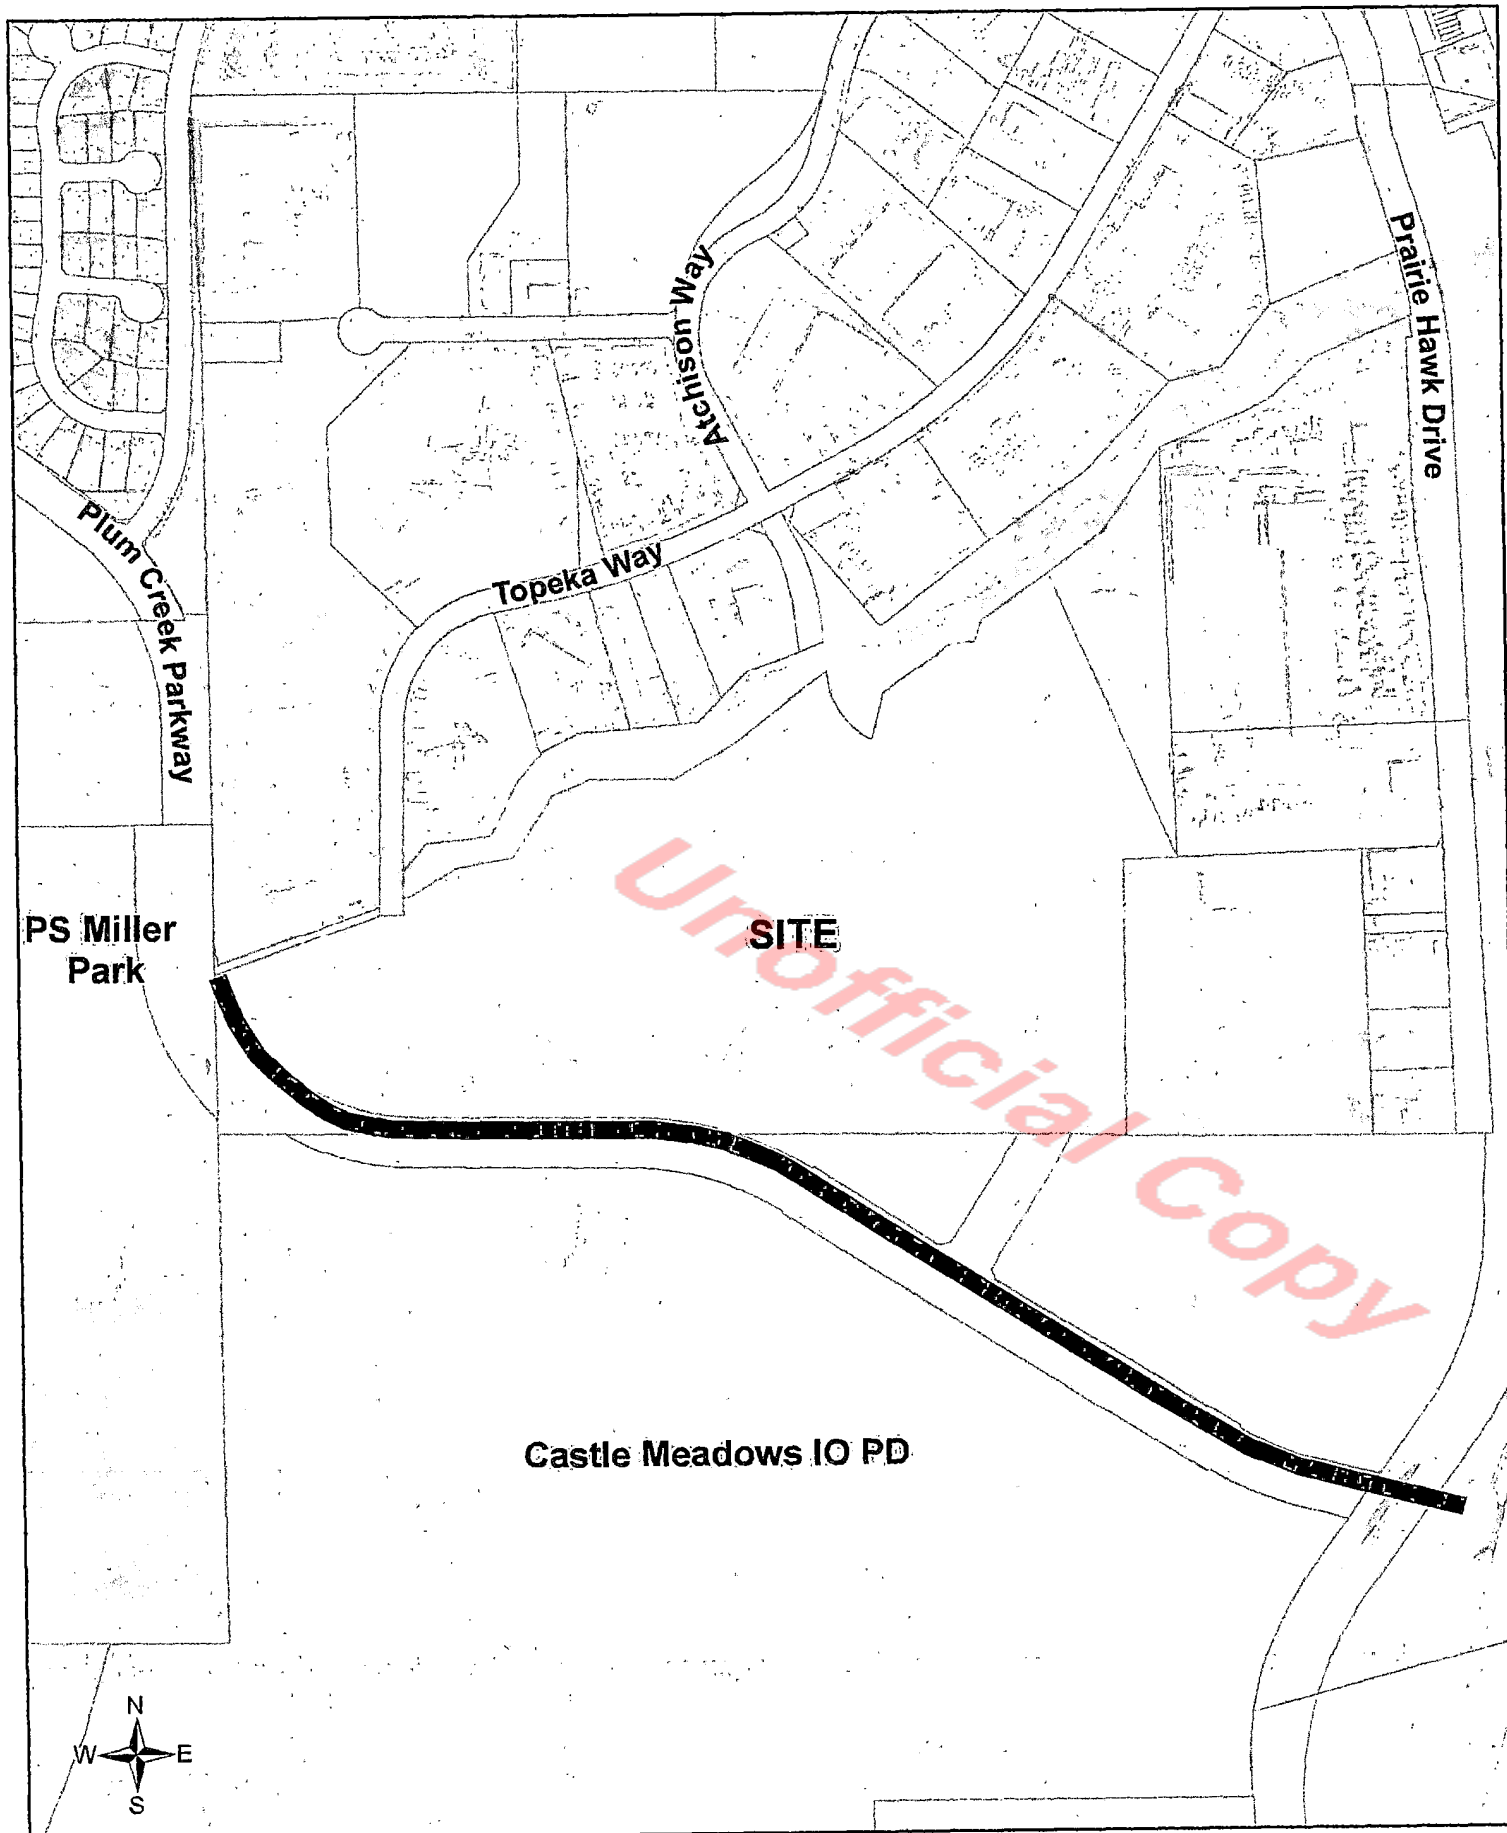 Prairie Hawk Drive
Atchison Way
Plum Creek Parkway
Topeka Way
PS Miller
Park
SITE
Unofficial Copy
Castle Meadows IO PD
N
W E
S